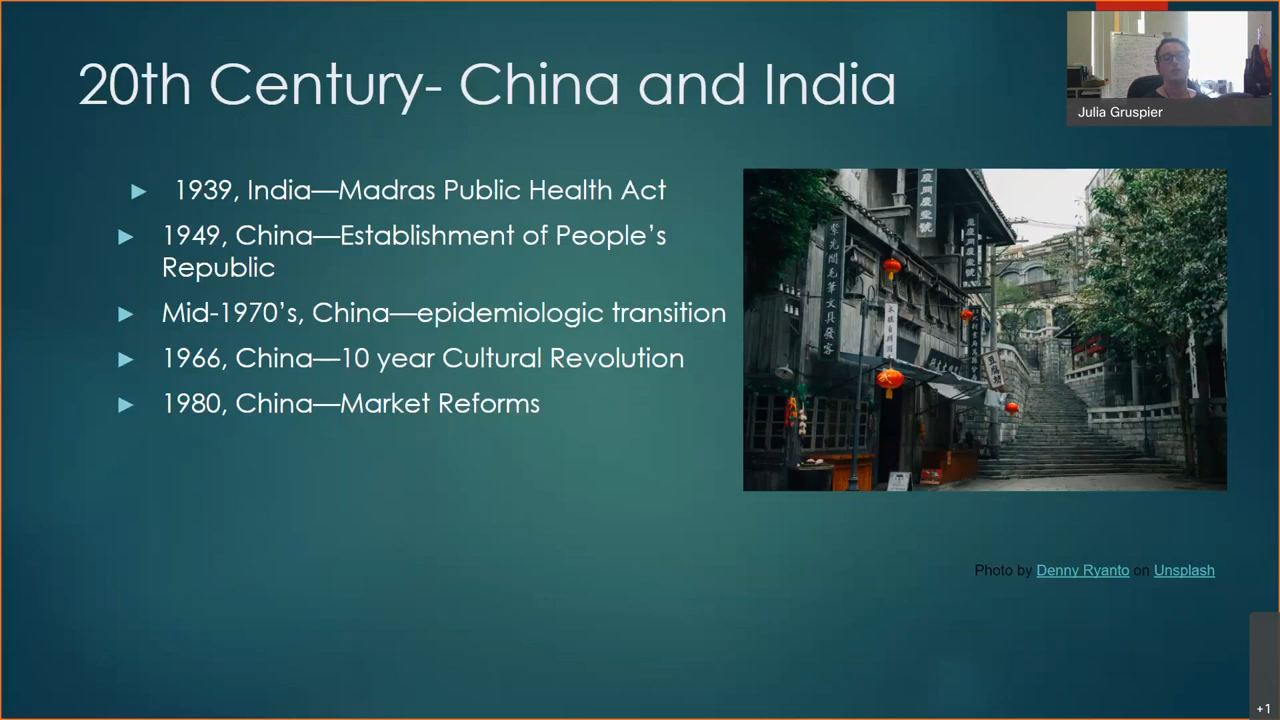 20th Century- China and India
Julia Gruspier
► 1939, India—Madras Public Health Act
► 1949, China—Establishment of People’s
Republic
► Mid-1970’s, China—epidemiologic transition
► 1966, China—10 year Cultural Revolution
► 1980, China—Market Reforms
Photo by Denny Ryanto on Unsplash
+1